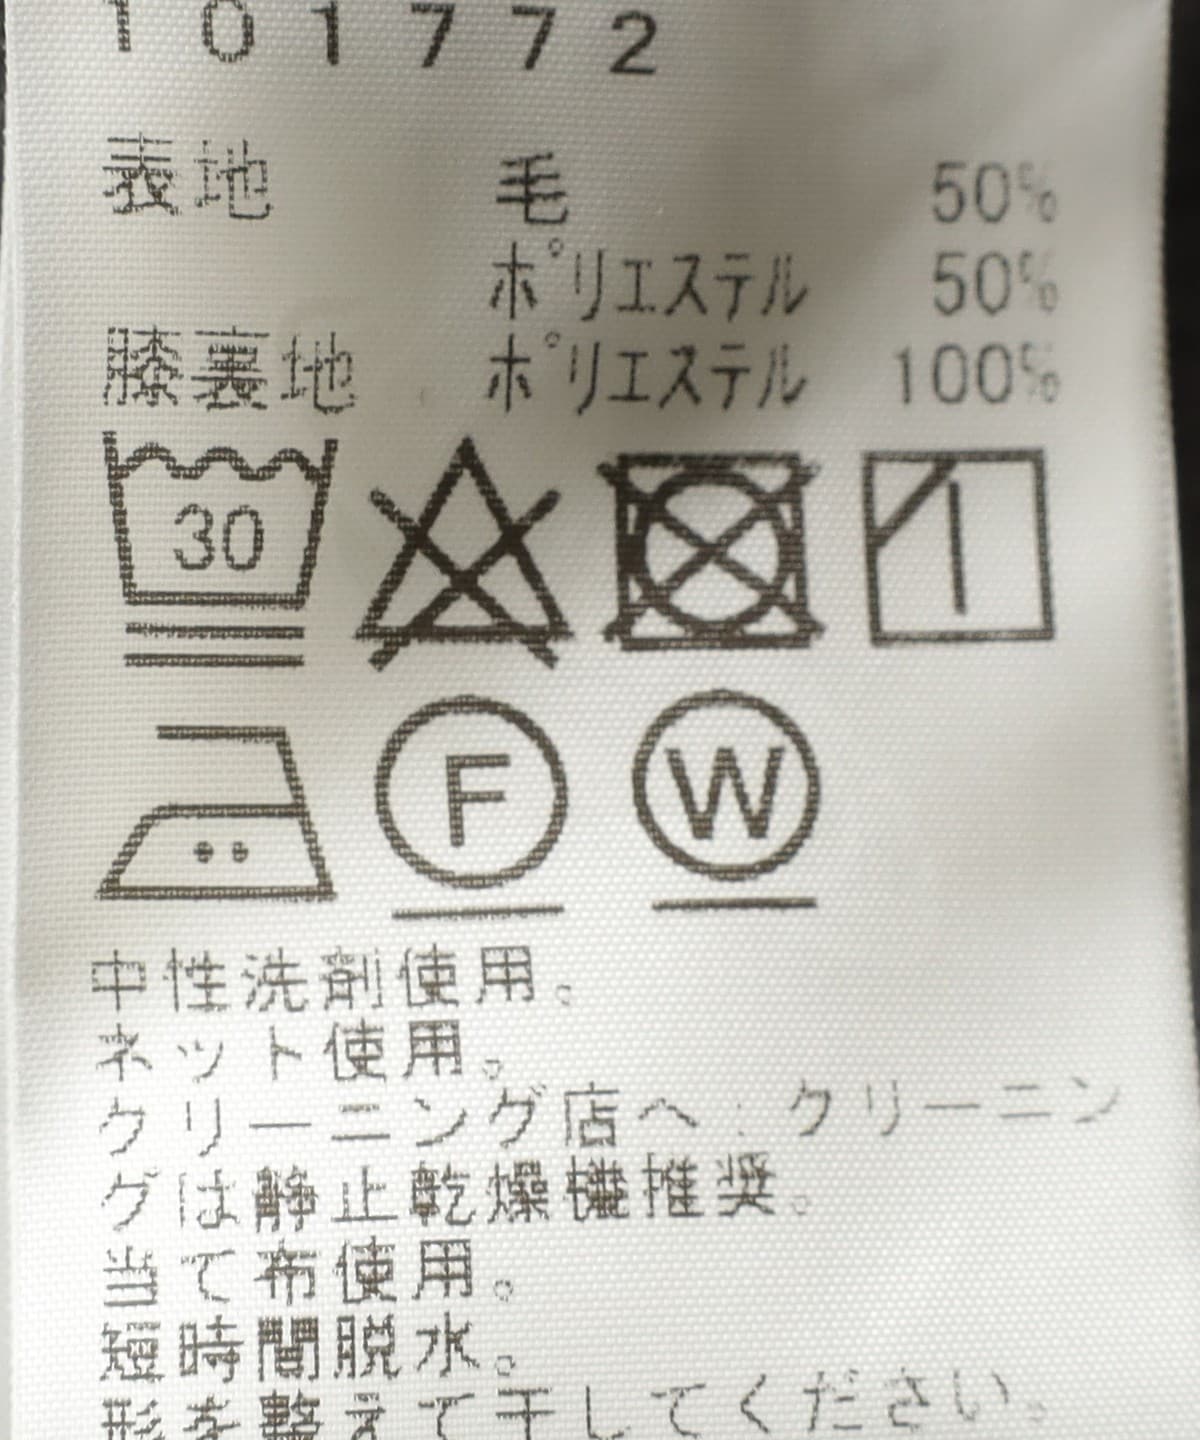 101772
表地 毛 50%
ポリエステル 50%
膝裏地 ポリエステル 100%
30
F W
中性洗剤使用。
ネット使用。
クリーニング店へ:クリーニン
グは静止乾燥機推奨。
当て布使用。
短時間脱水。
形を整えて干してください。